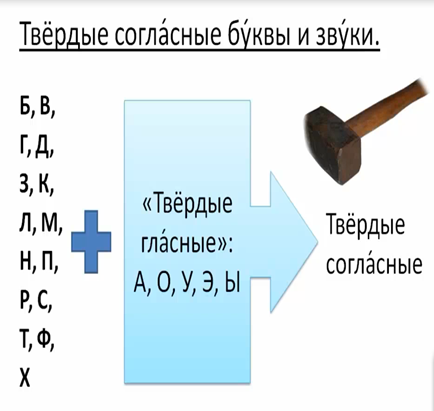 Твёрдые согла́сные бу́квы и зву́ки.
Б, В,
Г, Д,
З, К,
Л, М,
Н, П,
Р, С,
Т, Ф,
Х
«Твёрдые
гла́сные»:
А, О, У, Э, Ы
Твёрдые
согла́сные